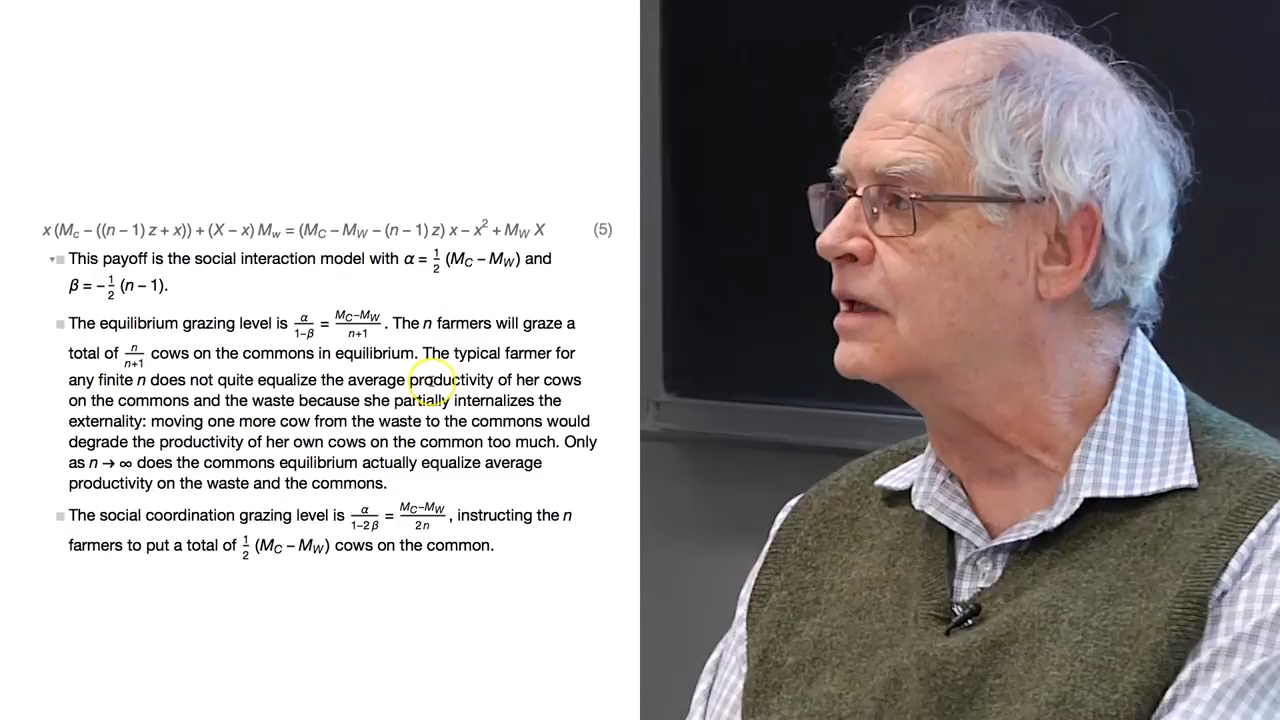 x (M_c − ((n − 1) z + x)) + (X − x) M_w = (M_C − M_W − (n − 1) z) x − x² + M_W X (5)
This payoff is the social interaction model with α = 1/2 (M_C − M_W) and
β = −1/2 (n − 1).
The equilibrium grazing level is α/(1−β) = (M_C−M_W)/(n+1). The n farmers will graze a
total of n/(n+1) cows on the commons in equilibrium. The typical farmer for
any finite n does not quite equalize the average productivity of her cows
on the commons and the waste because she partially internalizes the
externality: moving one more cow from the waste to the commons would
degrade the productivity of her own cows on the common too much. Only
as n → ∞ does the commons equilibrium actually equalize average
productivity on the waste and the commons.
The social coordination grazing level is α/(1−2β) = (M_C−M_W)/(2n), instructing the n
farmers to put a total of 1/2 (M_C − M_W) cows on the common.